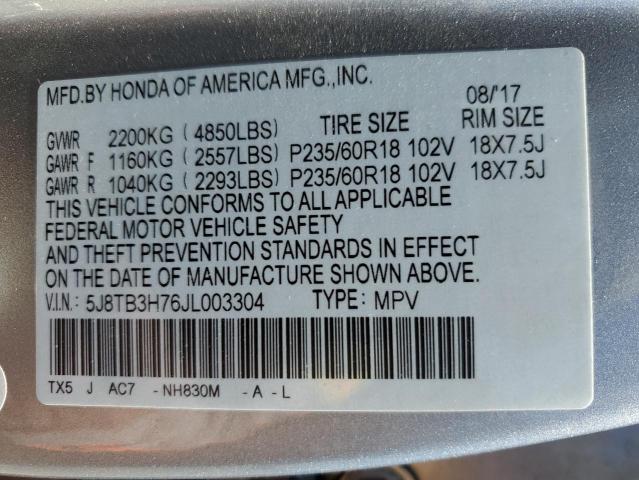 MFD.BY HONDA OF AMERICA MFG.,INC. 08/'17
GVWR 2200KG ( 4850LBS) TIRE SIZE RIM SIZE
GAWR F 1160KG ( 2557LBS) P235/60R18 102V 18X7.5J
GAWR R 1040KG ( 2293LBS) P235/60R18 102V 18X7.5J
THIS VEHICLE CONFORMS TO ALL APPLICABLE
FEDERAL MOTOR VEHICLE SAFETY
AND THEFT PREVENTION STANDARDS IN EFFECT
ON THE DATE OF MANUFACTURE SHOWN ABOVE.
V.I.N.: 5J8TB3H76JL003304 TYPE: MPV
TX5 J AC7 -NH830M -A -L